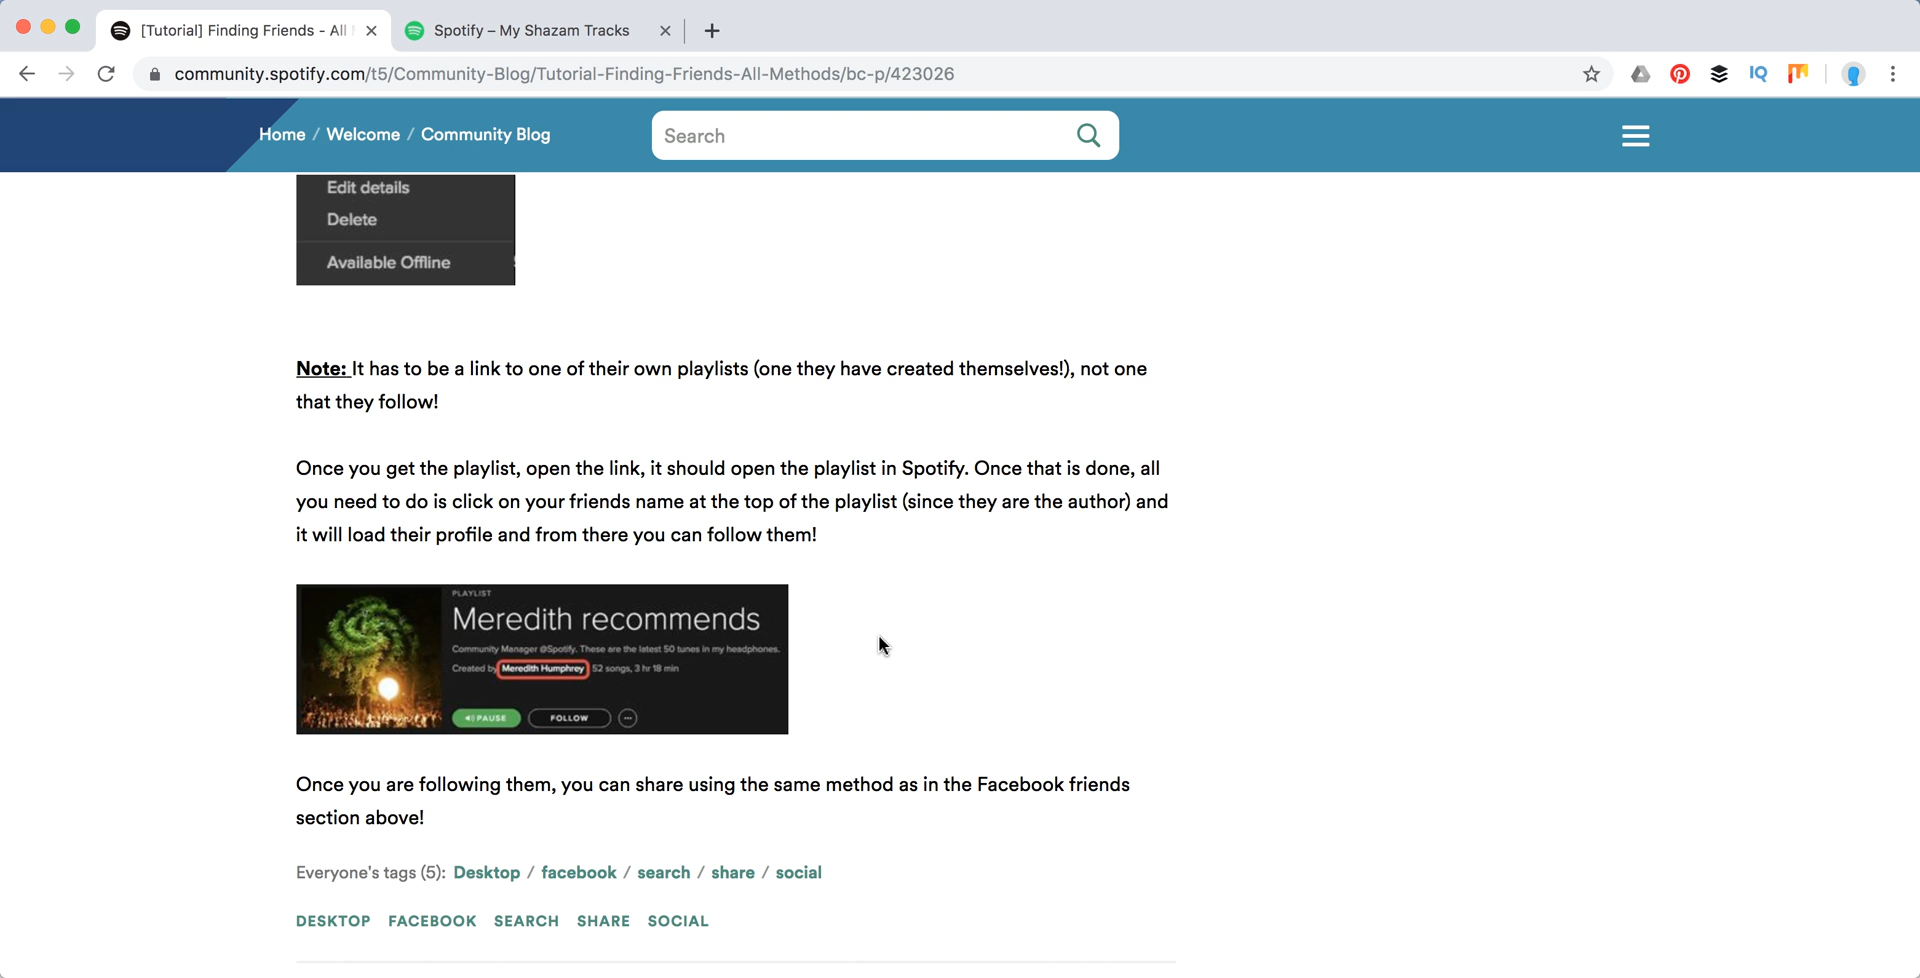 [Tutorial] Finding Friends - All
Spotify – My Shazam Tracks
community.spotify.com/t5/Community-Blog/Tutorial-Finding-Friends-All-Methods/bc-p/423026
IQ
Home / Welcome / Community Blog
Search
Edit details
Delete
Available Offline
Note: It has to be a link to one of their own playlists (one they have created themselves!), not one
that they follow!
Once you get the playlist, open the link, it should open the playlist in Spotify. Once that is done, all
you need to do is click on your friends name at the top of the playlist (since they are the author) and
it will load their profile and from there you can follow them!
PLAYLIST
Meredith recommends
Community Manager @Spotify. These are the latest 50 tunes in my headphones.
Created by Meredith Humphrey 52 songs, 3 hr 18 min
PAUSE FOLLOW
Once you are following them, you can share using the same method as in the Facebook friends
section above!
Everyone's tags (5): Desktop / facebook / search / share / social
DESKTOP FACEBOOK SEARCH SHARE SOCIAL